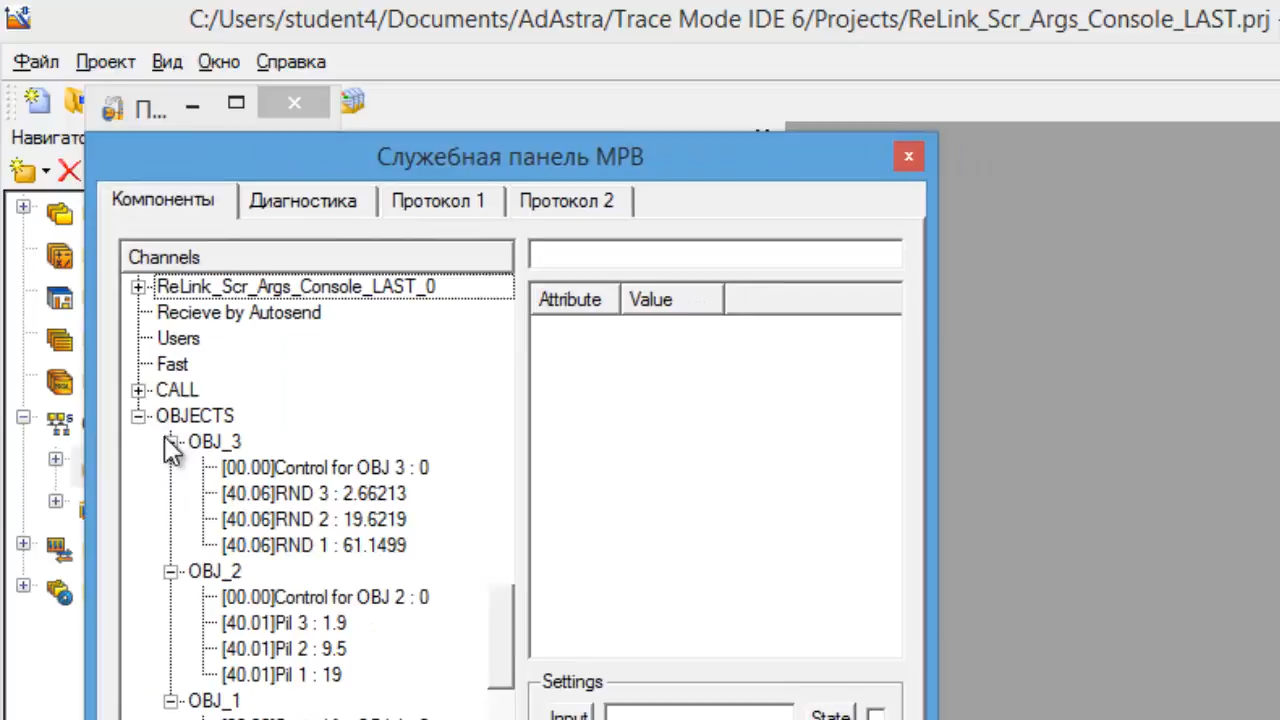 C:/Users/student4/Documents/AdAstra/Trace Mode IDE 6/Projects/ReLink_Scr_Args_Console_LAST.prj -
Файл Проект Вид Окно Справка
П...
Навигато
Служебная панель МРВ
Компоненты Диагностика Протокол 1 Протокол 2
Channels
Attribute Value
ReLink_Scr_Args_Console_LAST_0
Recieve by Autosend
Users
Fast
CALL
OBJECTS
OBJ_3
[00.00]Control for OBJ 3 : 0
[40.06]RND 3 : 2.66213
[40.06]RND 2 : 19.6219
[40.06]RND 1 : 61.1499
OBJ_2
[00.00]Control for OBJ 2 : 0
[40.01]Pil 3 : 1.9
[40.01]Pil 2 : 9.5
[40.01]Pil 1 : 19
OBJ_1
Settings
Input State